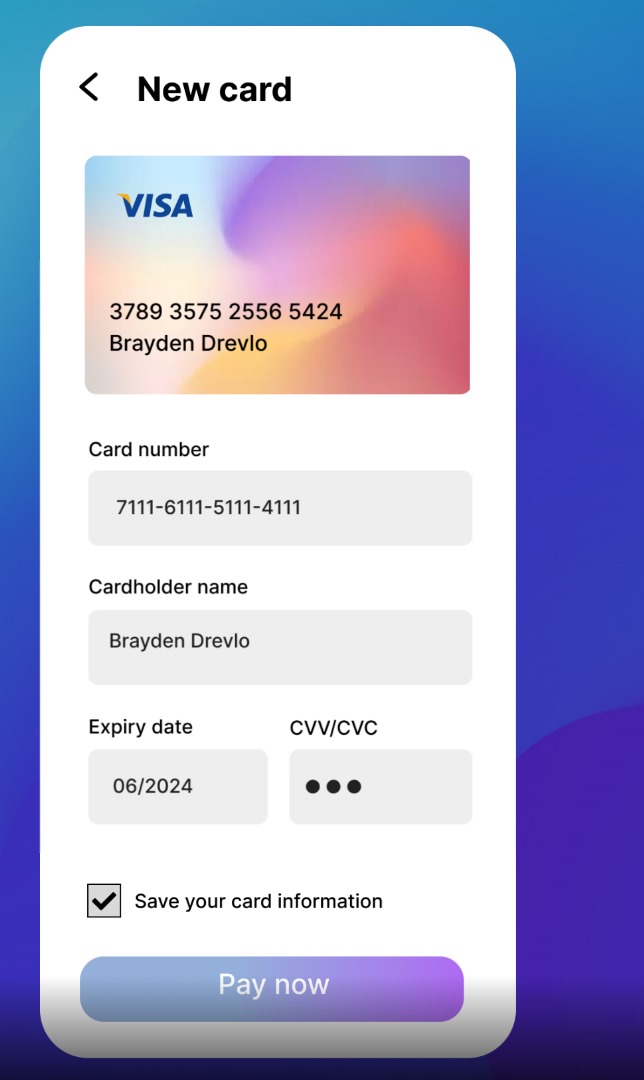 New card
VISA
3789 3575 2556 5424
Brayden Drevlo
Card number
7111-6111-5111-4111
Cardholder name
Brayden Drevlo
Expiry date CVV/CVC
06/2024 ●●●
Save your card information
Pay now